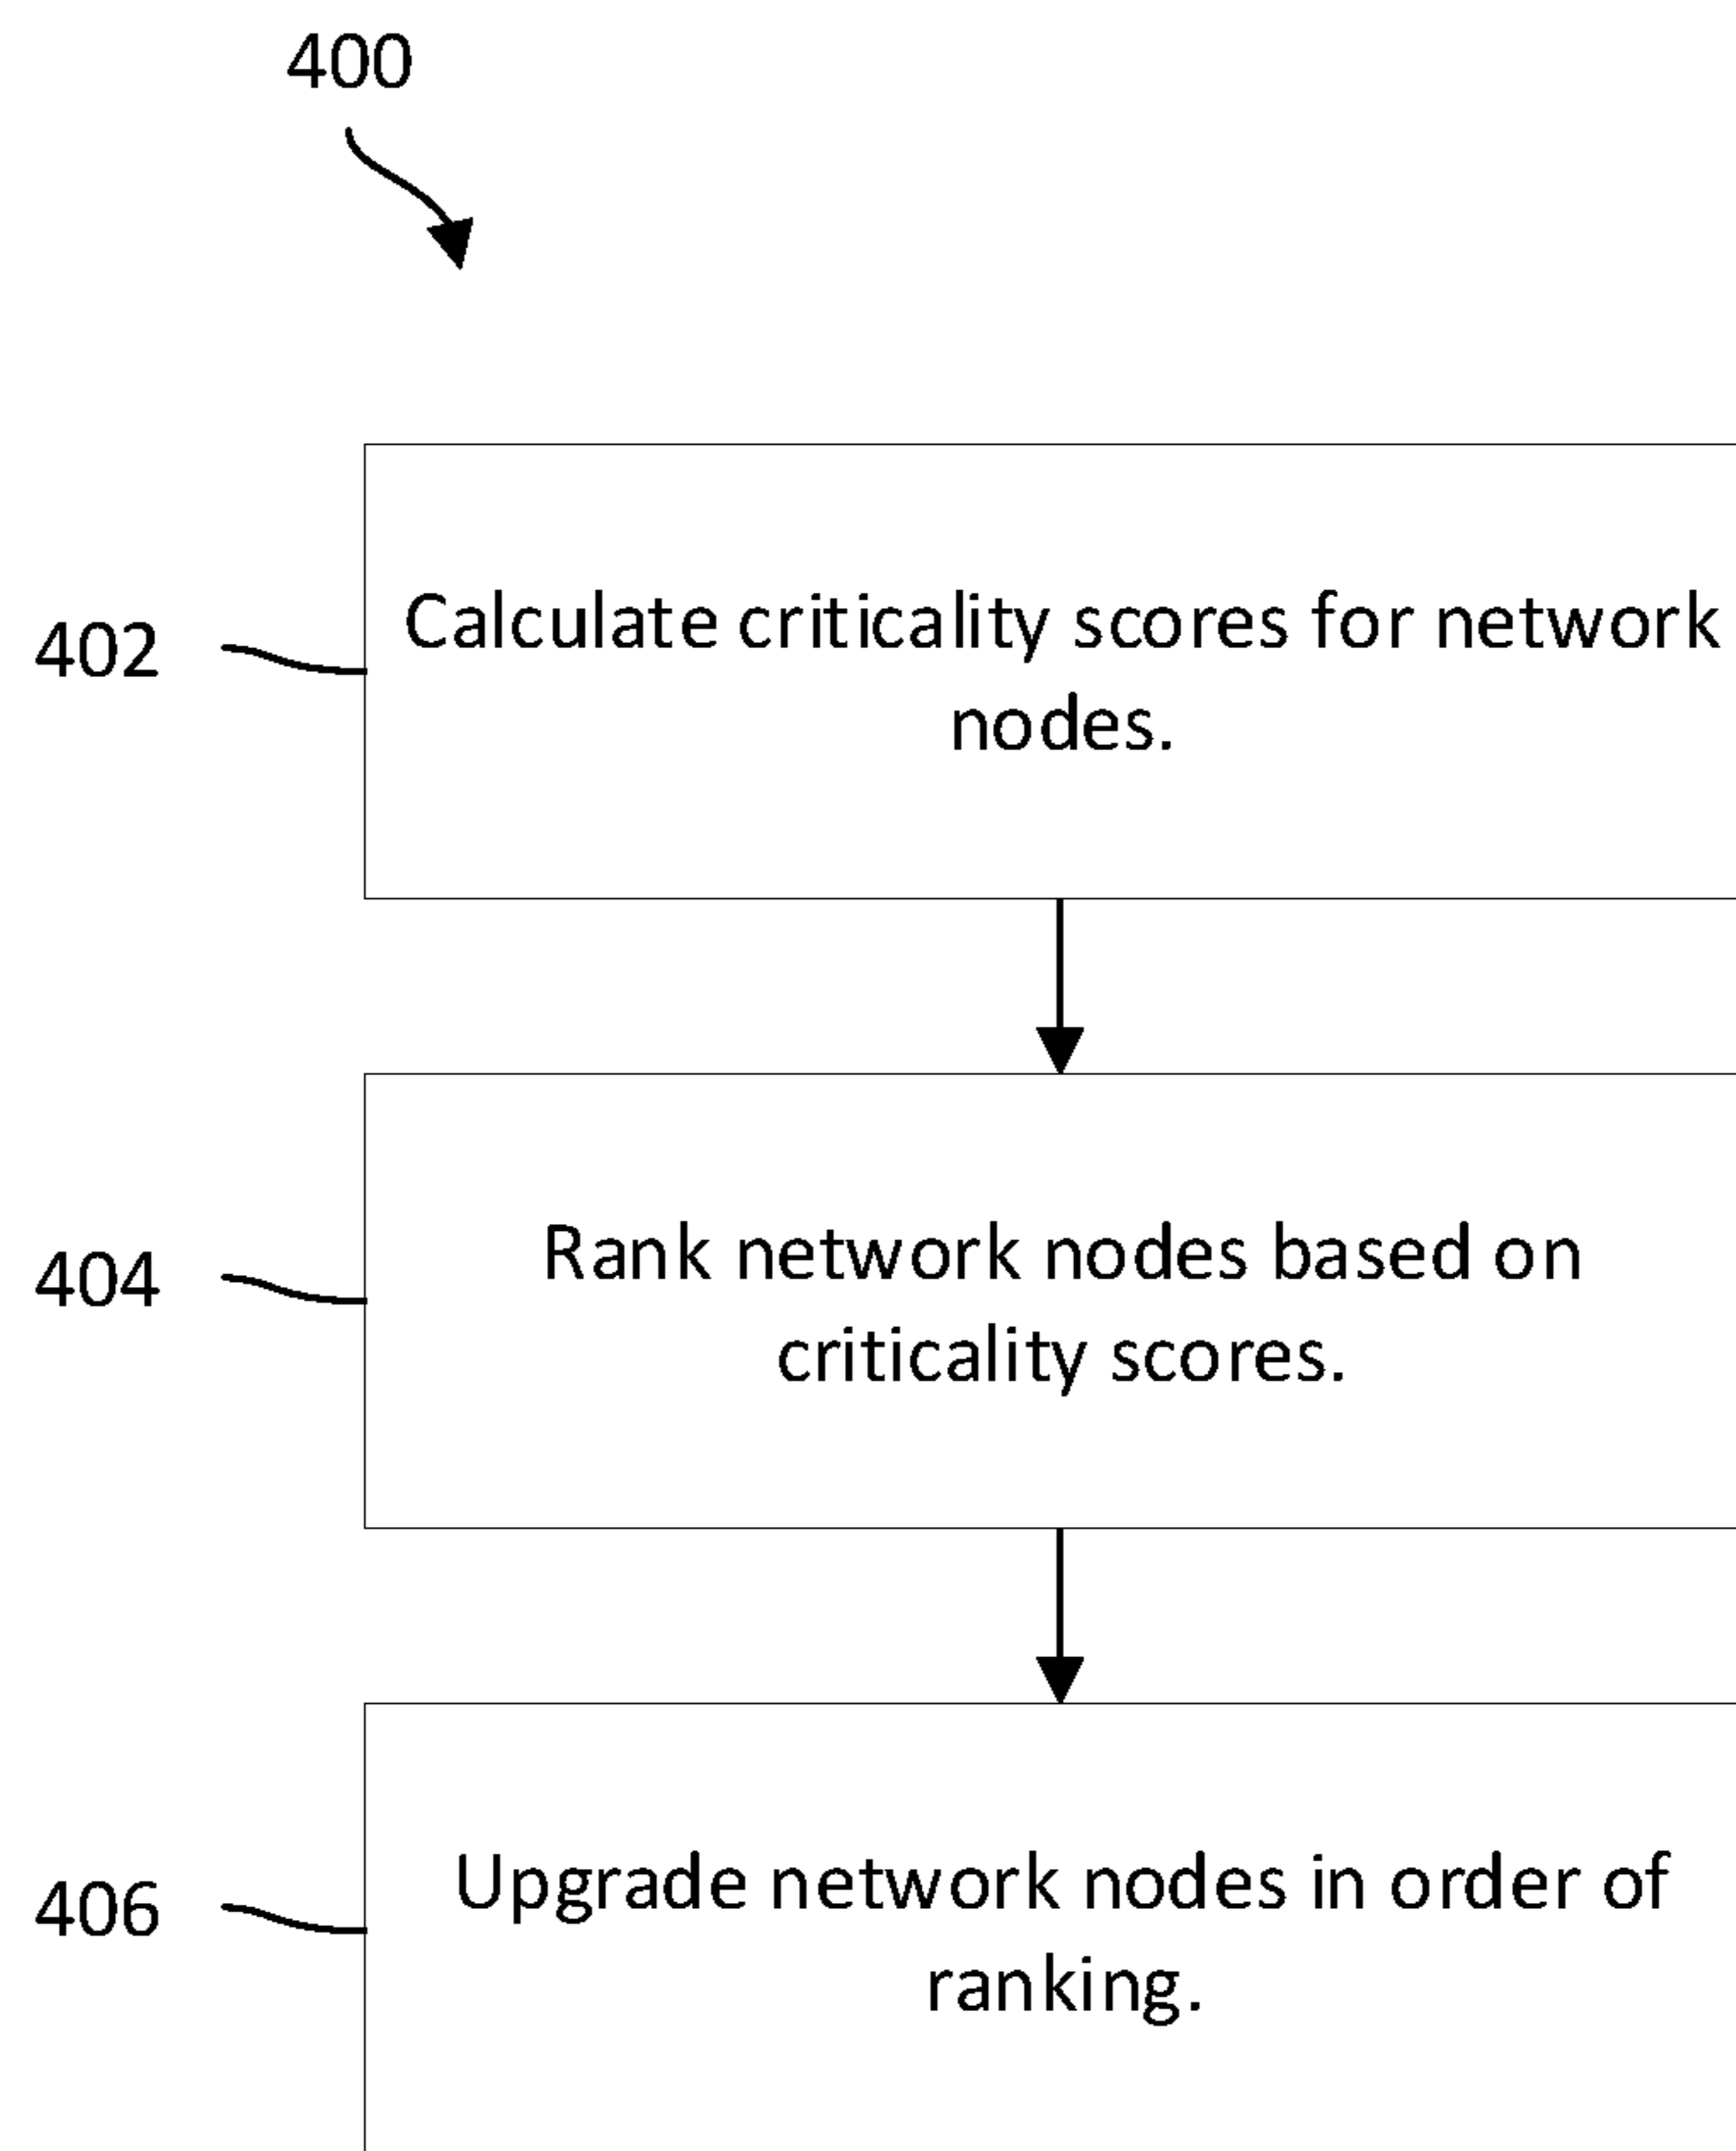 400
402
Calculate criticality scores for network
nodes.
404
Rank network nodes based on
criticality scores.
406
Upgrade network nodes in order of
ranking.